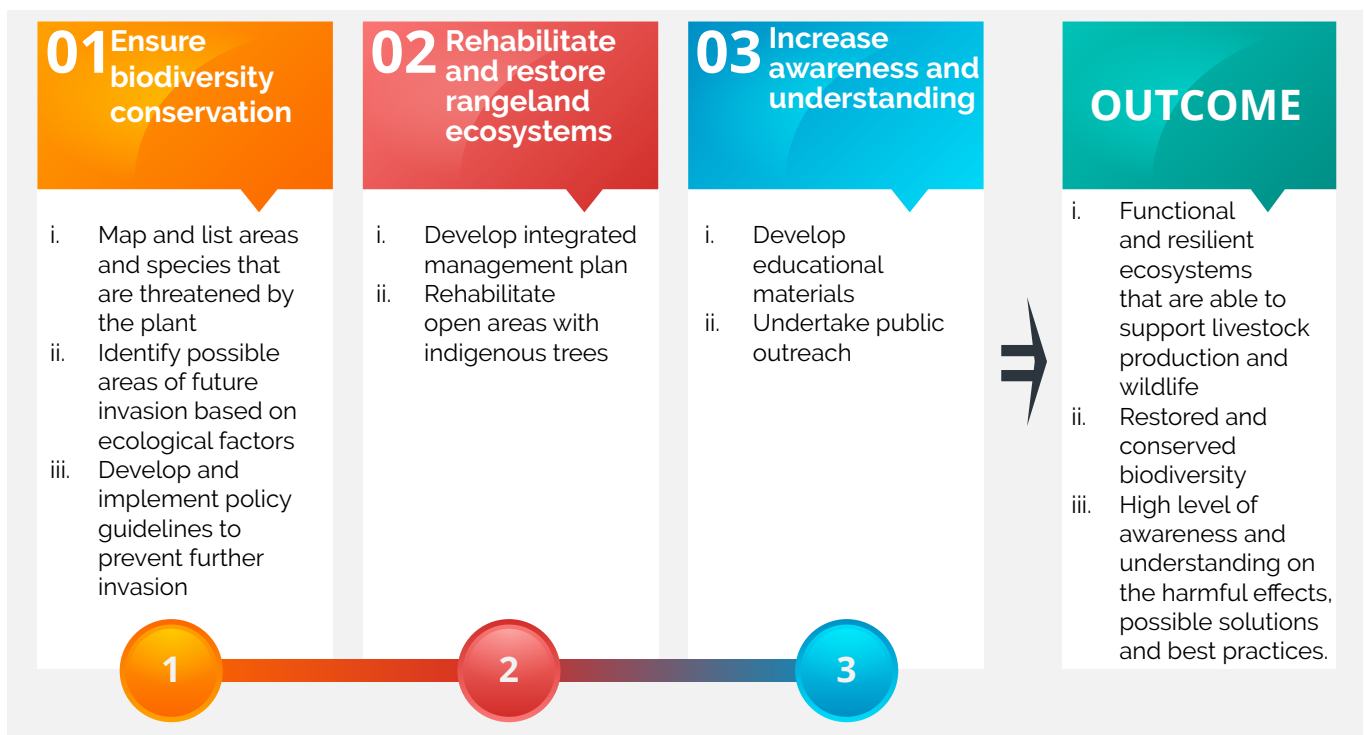 01 Ensure
biodiversity
conservation
i. Map and list areas
and species that
are threatened by
the plant
ii. Identify possible
areas of future
invasion based on
ecological factors
iii. Develop and
implement policy
guidelines to
prevent further
invasion
1
02 Rehabilitate
and restore
rangeland
ecosystems
i. Develop integrated
management plan
ii. Rehabilitate
open areas with
indigenous trees
2
03 Increase
awareness and
understanding
i. Develop
educational
materials
ii. Undertake public
outreach
3
OUTCOME
i. Functional
and resilient
ecosystems
that are able to
support livestock
production and
wildlife
ii. Restored and
conserved
biodiversity
iii. High level of
awareness and
understanding on
the harmful effects,
possible solutions
and best practices.